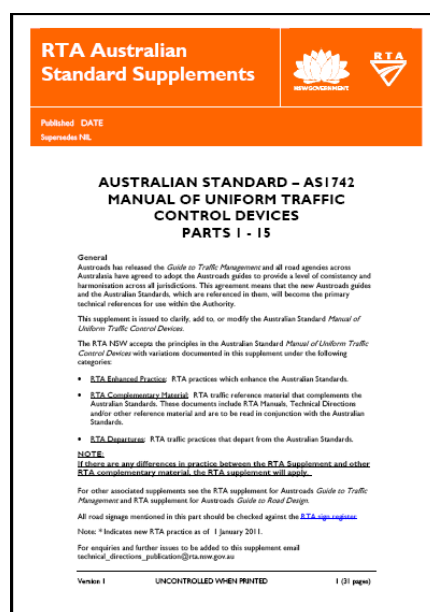 RTA Australian
Standard Supplements
NSW GOVERNMENT
RTA
Published DATE
Supersedes NIL
AUSTRALIAN STANDARD – AS1742
MANUAL OF UNIFORM TRAFFIC
CONTROL DEVICES
PARTS 1 - 15
General
Austroads has released the Guide to Traffic Management and all road agencies across
Australasia have agreed to adopt the Austroads guides to provide a level of consistency and
harmonisation across all jurisdictions. This agreement means that the new Austroads guides
and the Australian Standards, which are referenced in them, will become the primary
technical references for use within the Authority.
This supplement is issued to clarify, add to, or modify the Australian Standard Manual of
Uniform Traffic Control Devices.
The RTA NSW accepts the principles in the Australian Standard Manual of Uniform Traffic
Control Devices with variations documented in this supplement under the following
categories:
• RTA Enhanced Practice: RTA practices which enhance the Australian Standards.
• RTA Complementary Material: RTA traffic reference material that complements the
Australian Standards. These documents include RTA Manuals, Technical Directions
and/or other reference material and are to be read in conjunction with the Australian
Standards.
• RTA Departures: RTA traffic practices that depart from the Australian Standards.
NOTE:
If there are any differences in practice between the RTA Supplement and other
RTA complementary material, the RTA supplement will apply.
For other associated supplements see the RTA supplement for Austroads Guide to Traffic
Management and RTA supplement for Austroads Guide to Road Design.
All road signage mentioned in this part should be checked against the RTA sign register
Note: * Indicates new RTA practice as of 1 January 2011.
For enquiries and further issues to be added to this supplement email
technical_directions_publication@rta.nsw.gov.au
Version 1 UNCONTROLLED WHEN PRINTED 1 (31 pages)